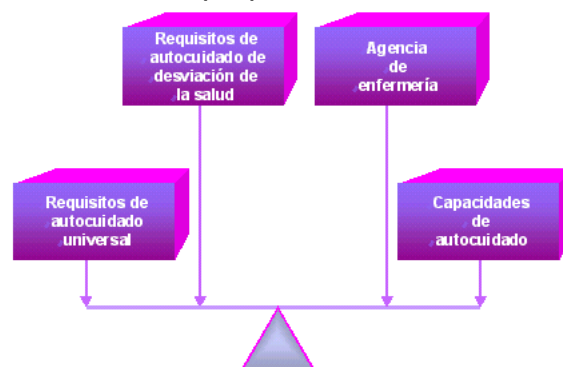 Requisitos de
autocuidado de
desviación de
la salud
Agencia
de
enfermería
Requisitos de
autocuidado
universal
Capacidades
de
autocuidado